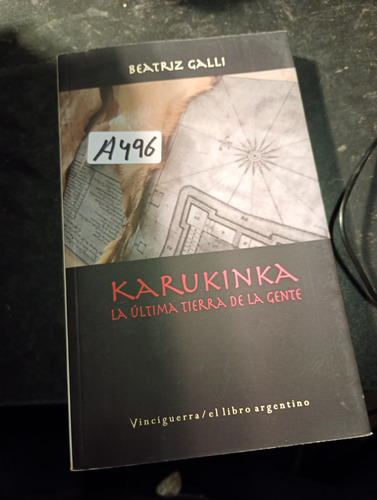 BEATRIZ GALLI
A496
KARUKINKA
LA ÚLTIMA TIERRA DE LA GENTE
Vinciguerra/el libro argentino